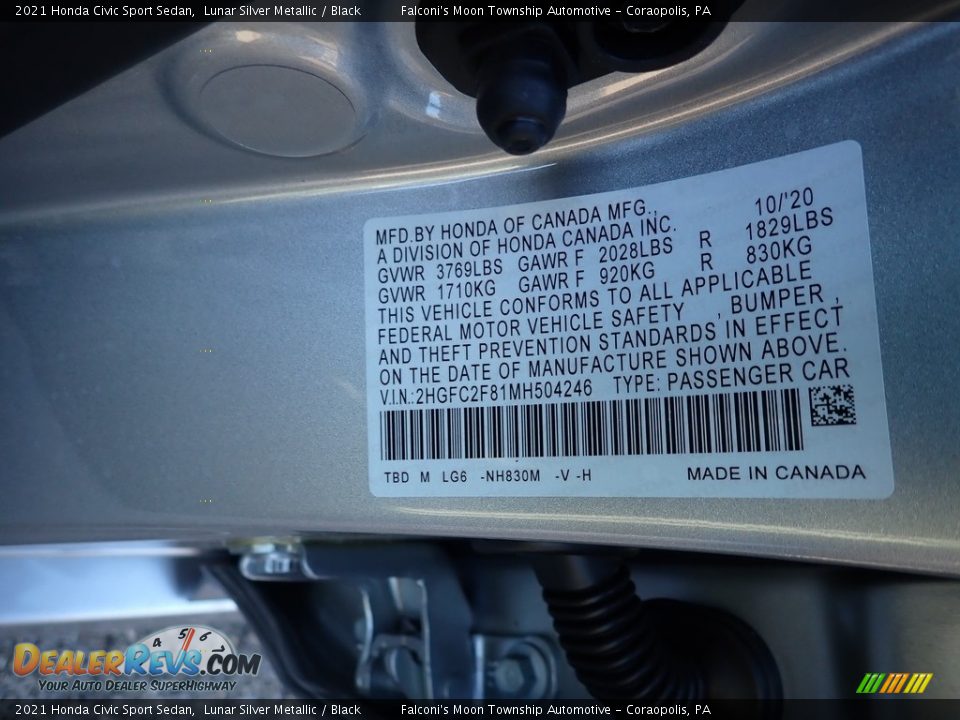 2021 Honda Civic Sport Sedan, Lunar Silver Metallic / Black Falconi's Moon Township Automotive - Coraopolis, PA
MFD.BY HONDA OF CANADA MFG., 10/'20
A DIVISION OF HONDA CANADA INC.
GVWR 3769LBS GAWR F 2028LBS R 1829LBS
GVWR 1710KG GAWR F 920KG R 830KG
THIS VEHICLE CONFORMS TO ALL APPLICABLE
FEDERAL MOTOR VEHICLE SAFETY , BUMPER ,
AND THEFT PREVENTION STANDARDS IN EFFECT
ON THE DATE OF MANUFACTURE SHOWN ABOVE.
V.I.N.:2HGFC2F81MH504246 TYPE: PASSENGER CAR
TBD M LG6 -NH830M -V -H MADE IN CANADA
4 5 6
DEALERREVS.COM
YOUR AUTO DEALER SUPERHIGHWAY
2021 Honda Civic Sport Sedan, Lunar Silver Metallic / Black Falconi's Moon Township Automotive - Coraopolis, PA